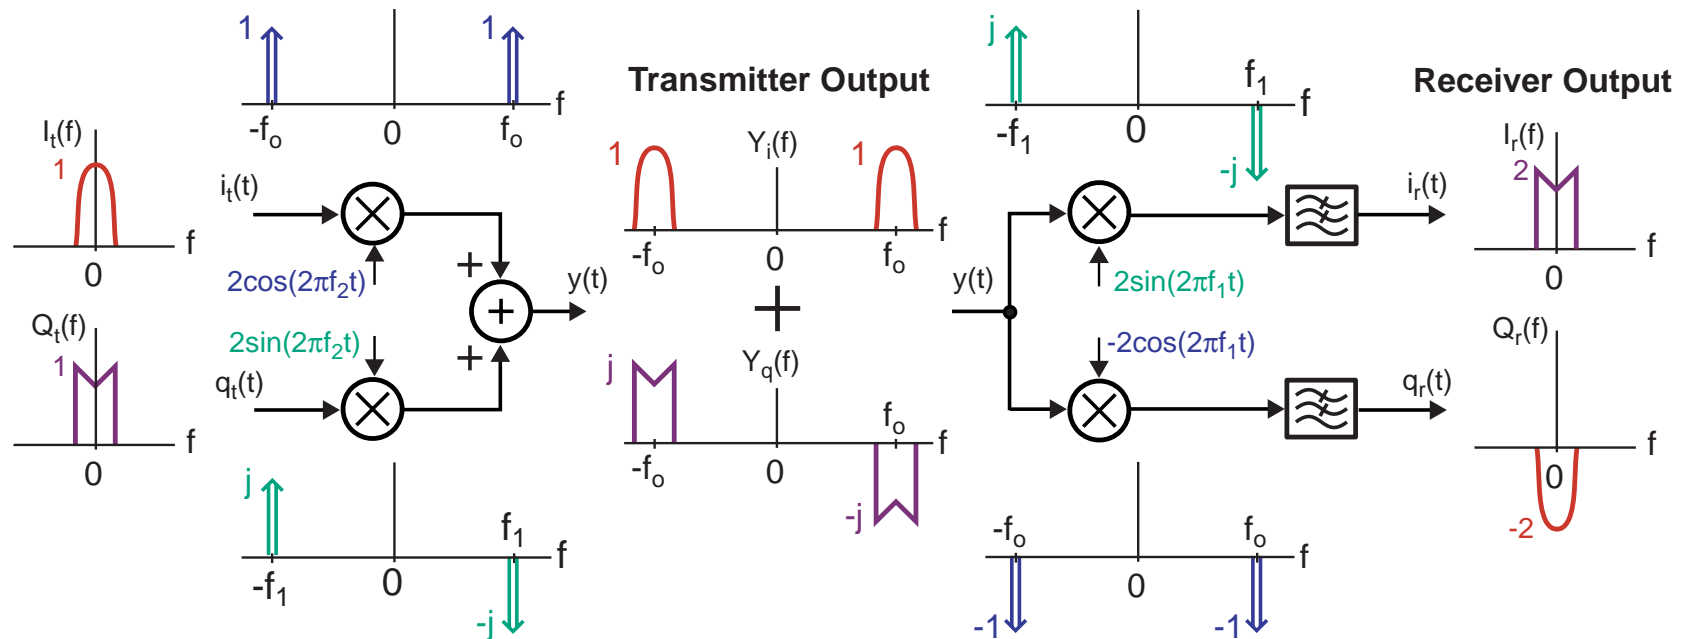 1
1
-fo
0
fo
f
Transmitter Output
j
f1
f
-f1
0
-j
Receiver Output
It(f)
1
f
0
it(t)
2cos(2πf2t)
+
1
Yi(f)
1
f
-fo
0
fo
y(t)
+
y(t)
2sin(2πf1t)
ir(t)
Ir(f)
2
f
0
Qt(f)
1
f
0
2sin(2πf2t)
qt(t)
+
+
j
Yq(f)
fo
f
-fo
0
-j
-2cos(2πf1t)
qr(t)
Qr(f)
f
0
-2
j
f1
f
-f1
0
-j
-fo
fo
f
0
-1
-1